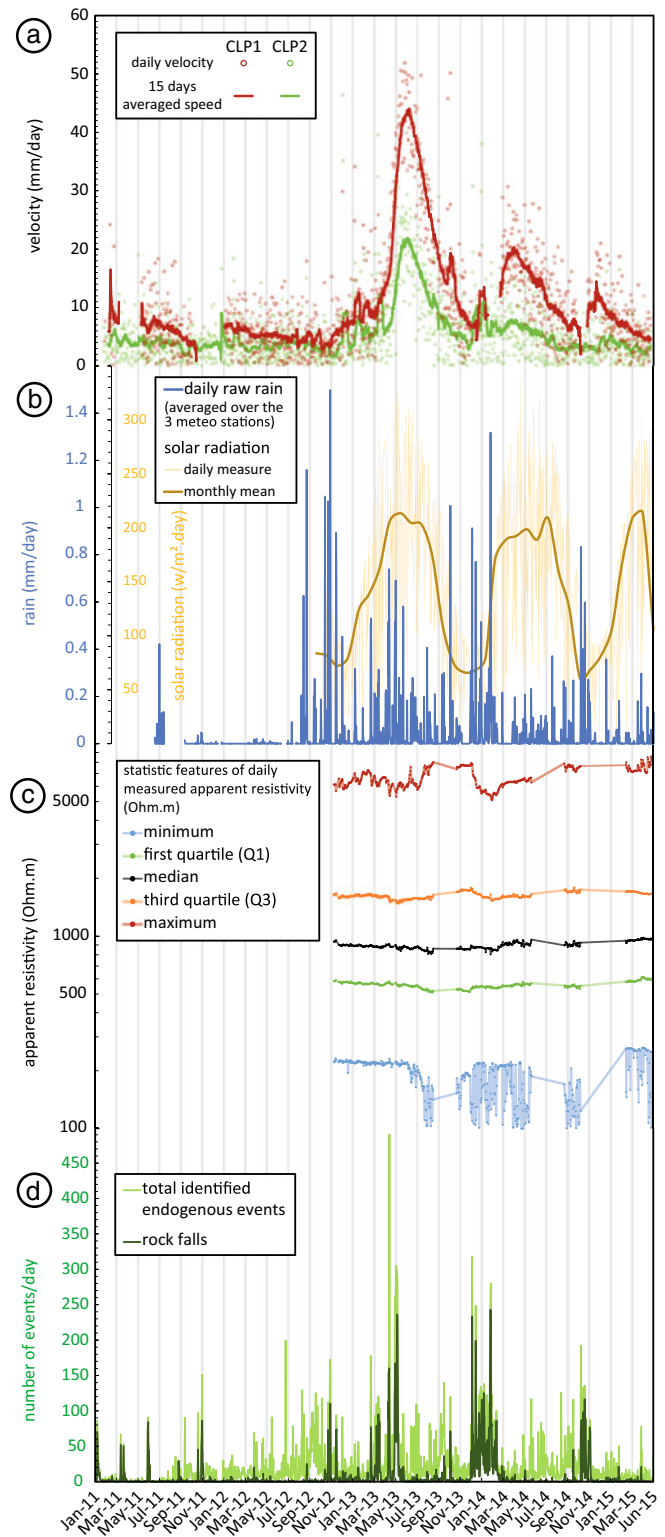 a
60
50
40
30
20
10
0
velocity (mm/day)
CLP1 CLP2
daily velocity
15 days
averaged speed
b
1.4
1.2
1
0.8
0.6
0.4
0.2
0
rain (mm/day)
300
250
200
150
100
50
solar radiation (w/m².day)
daily raw rain
(averaged over the
3 meteo stations)
solar radiation
daily measure
monthly mean
c
5000
1000
500
100
apparent resistivity (Ohm.m)
statistic features of daily
measured apparent resistivity
(Ohm.m)
minimum
first quartile (Q1)
median
third quartile (Q3)
maximum
d
450
400
350
300
250
200
150
100
50
0
number of events/day
total identified
endogenous events
rock falls
Jan-11
Mar-11
May-11
Jul-11
Sep-11
Nov-11
Jan-12
Mar-12
May-12
Jul-12
Sep-12
Nov-12
Jan-13
Mar-13
May-13
Jul-13
Sep-13
Nov-13
Jan-14
Mar-14
May-14
Jul-14
Sep-14
Nov-14
Jan-15
Mar-15
Jun-15